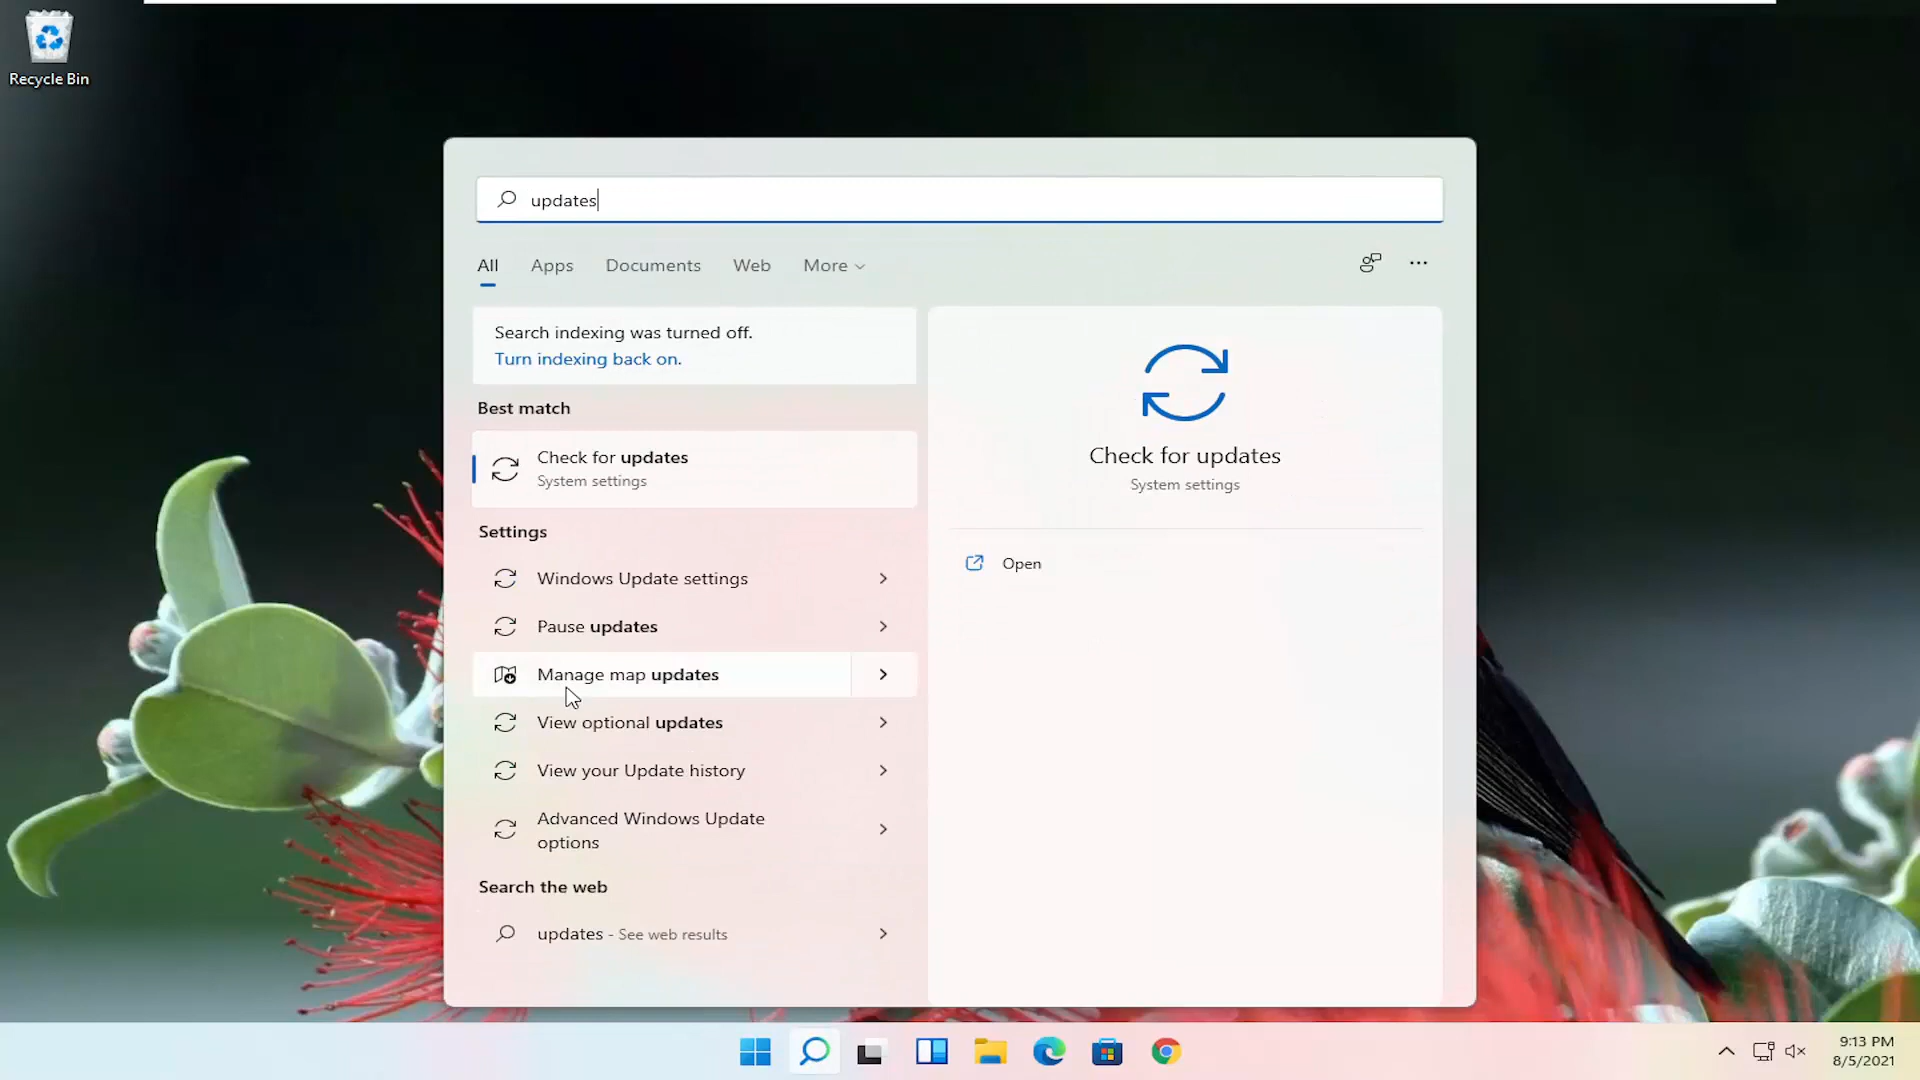 Recycle Bin
updates
All Apps Documents Web More
Search indexing was turned off.
Turn indexing back on.
Best match
Check for updates
System settings
Settings
Windows Update settings
Pause updates
Manage map updates
View optional updates
View your Update history
Advanced Windows Update
options
Search the web
updates - See web results
Check for updates
System settings
Open
9:13 PM
8/5/2021